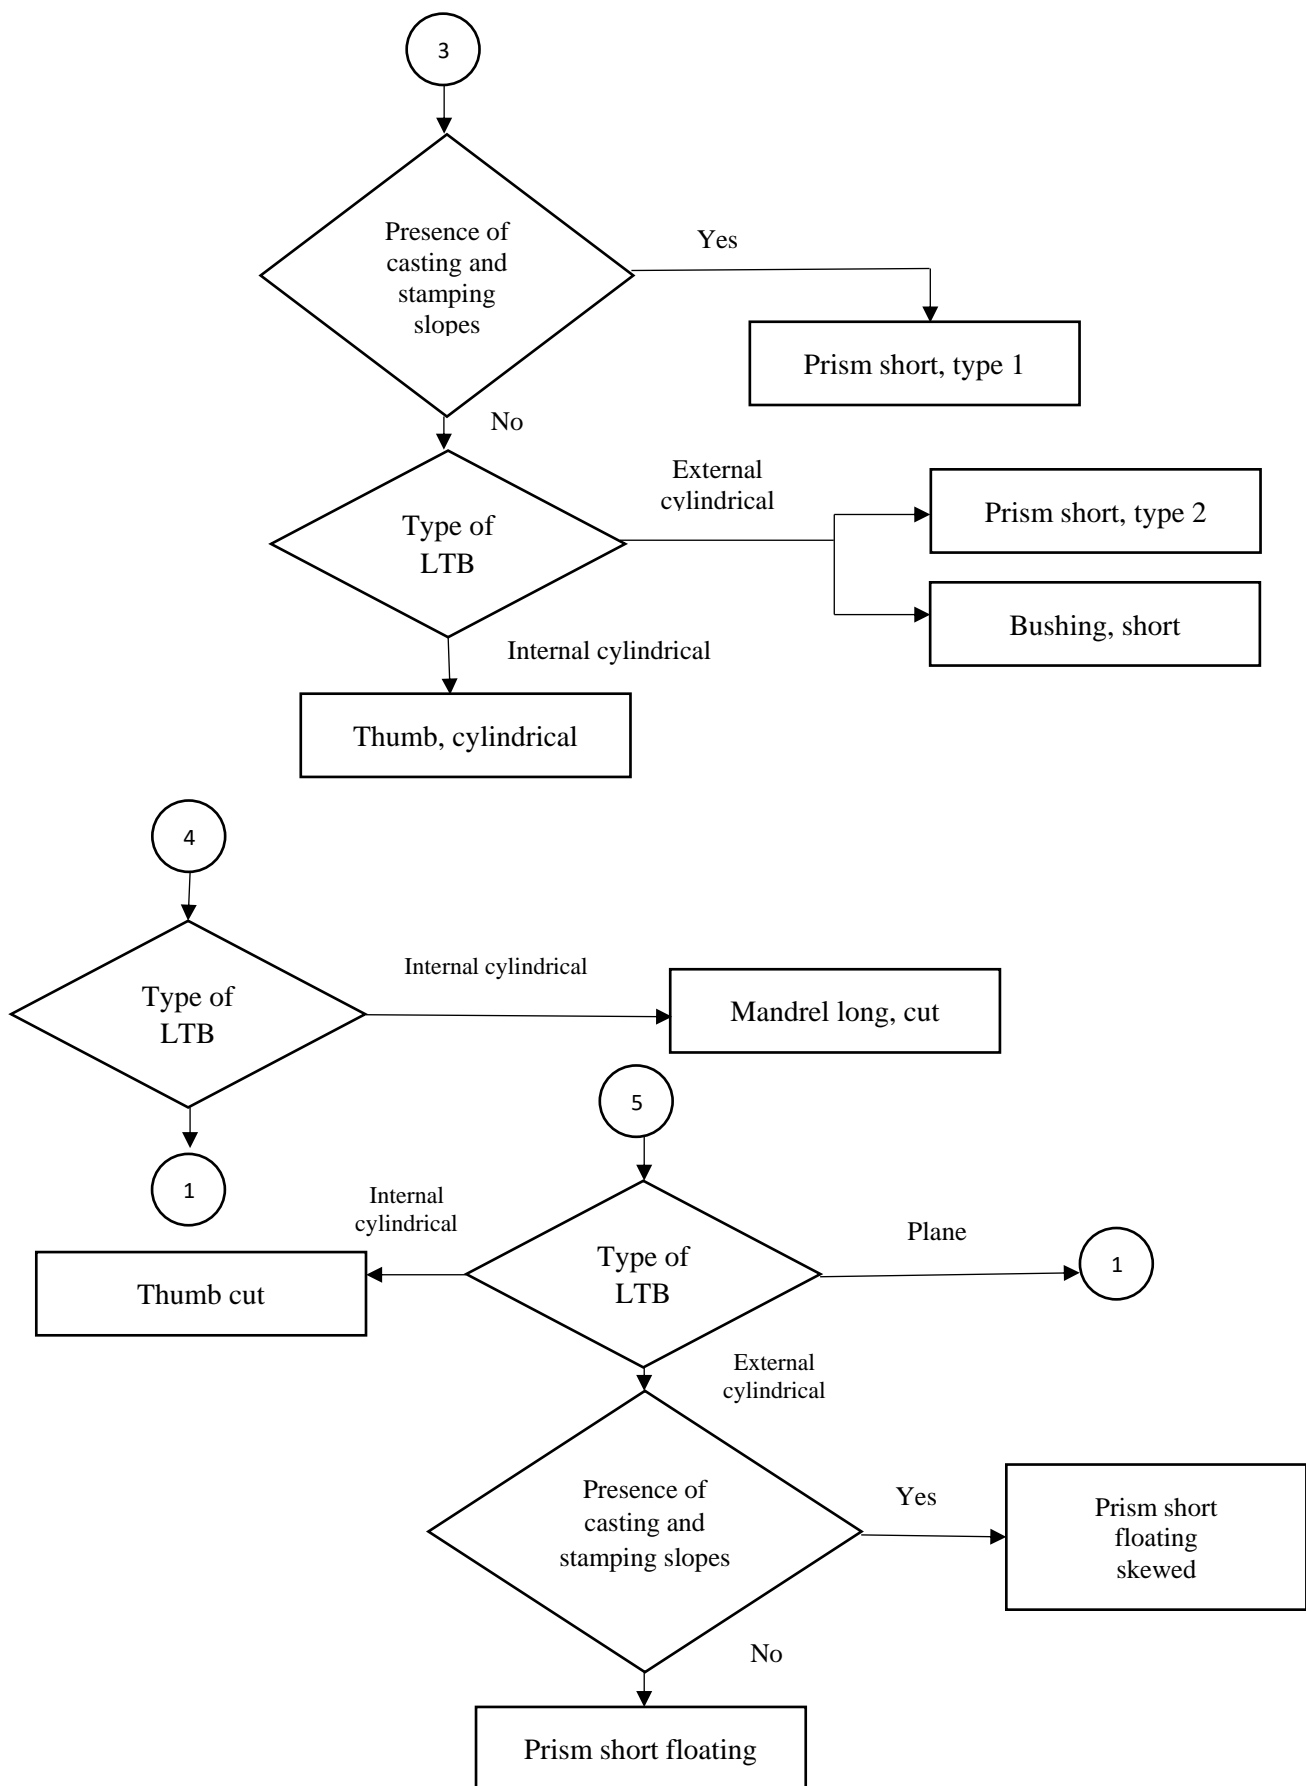 3
Presence of
casting and
stamping
slopes
Yes
Prism short, type 1
No
Type of
LTB
External
cylindrical
Prism short, type 2
Bushing, short
Internal cylindrical
Thumb, cylindrical
4
Type of
LTB
Internal cylindrical
Mandrel long, cut
1
5
Type of
LTB
Internal
cylindrical
Thumb cut
Plane
1
External
cylindrical
Presence of
casting and
stamping slopes
Yes
Prism short
floating
skewed
No
Prism short floating